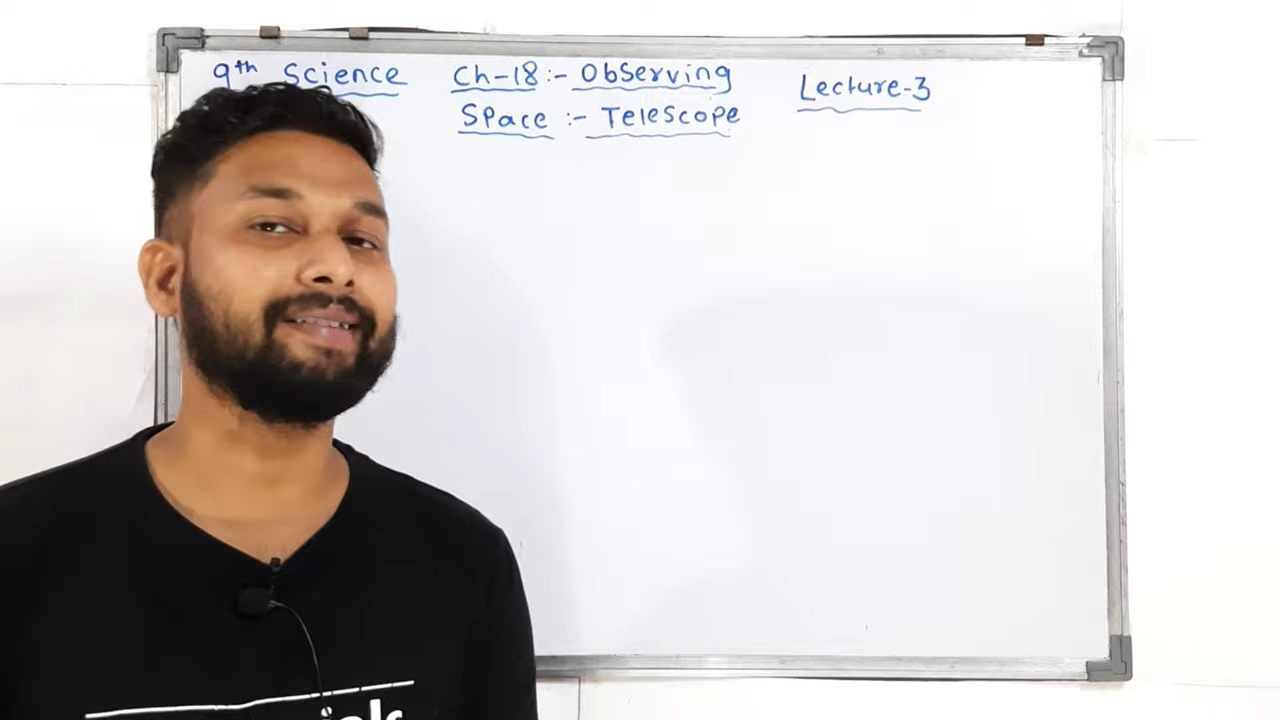 9th Science Ch-18:- Observing Lecture-3
Space :- Telescope